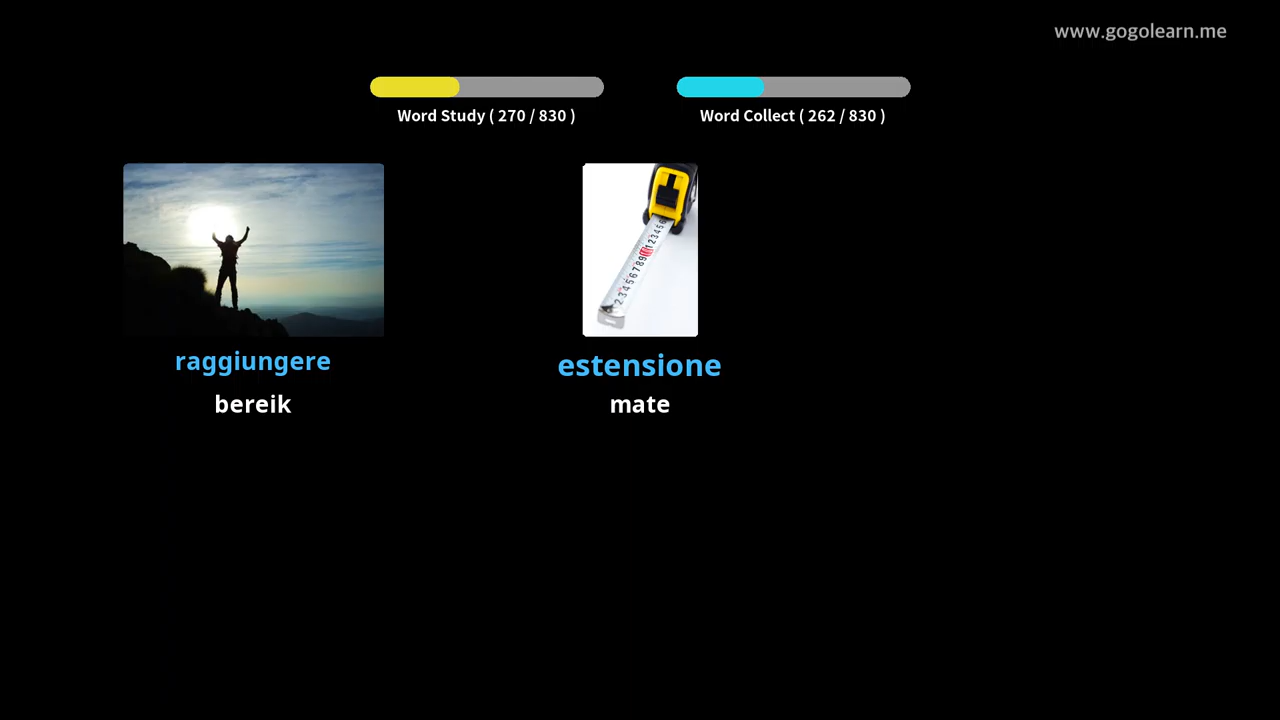 www.gogolearn.me
Word Study ( 270 / 830 )
Word Collect ( 262 / 830 )
raggiungere
bereik
estensione
mate